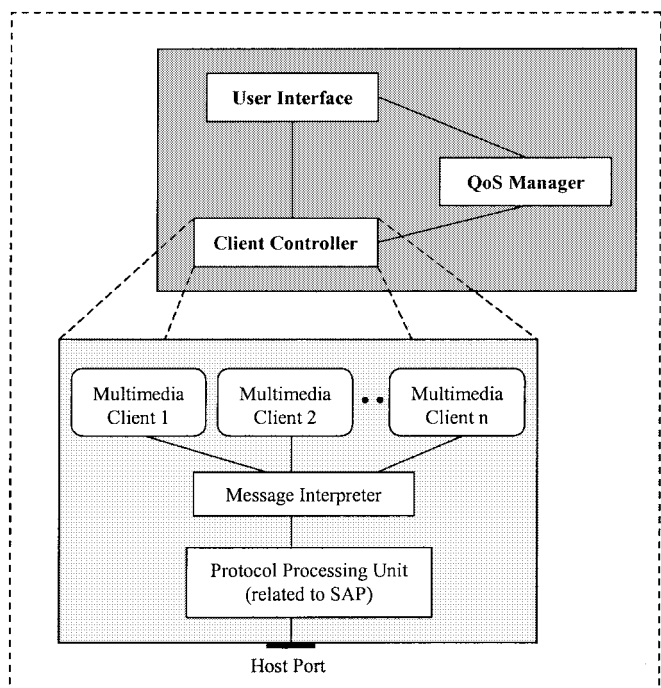 User Interface
QoS Manager
Client Controller
Multimedia
Client 1
Multimedia
Client 2
Multimedia
Client n
Message Interpreter
Protocol Processing Unit
(related to SAP)
Host Port